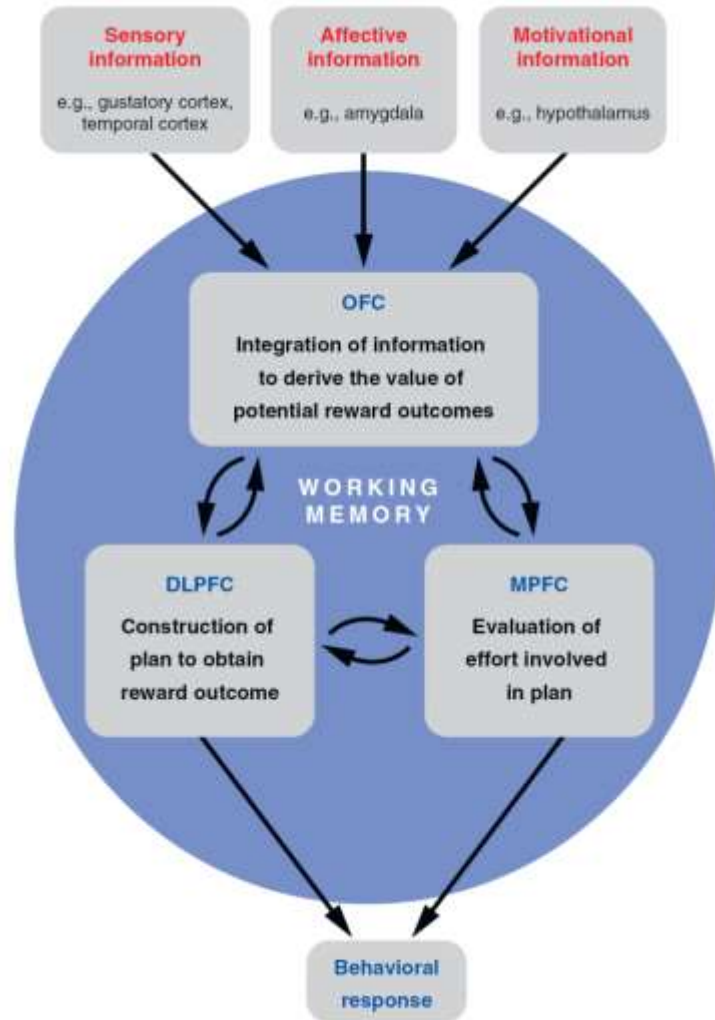 Sensory
information
e.g., gustatory cortex,
temporal cortex
Affective
information
e.g., amygdala
Motivational
information
e.g., hypothalamus
OFC
Integration of information
to derive the value of
potential reward outcomes
WORKING
MEMORY
DLPFC
Construction of
plan to obtain
reward outcome
MPFC
Evaluation of
effort involved
in plan
Behavioral
response